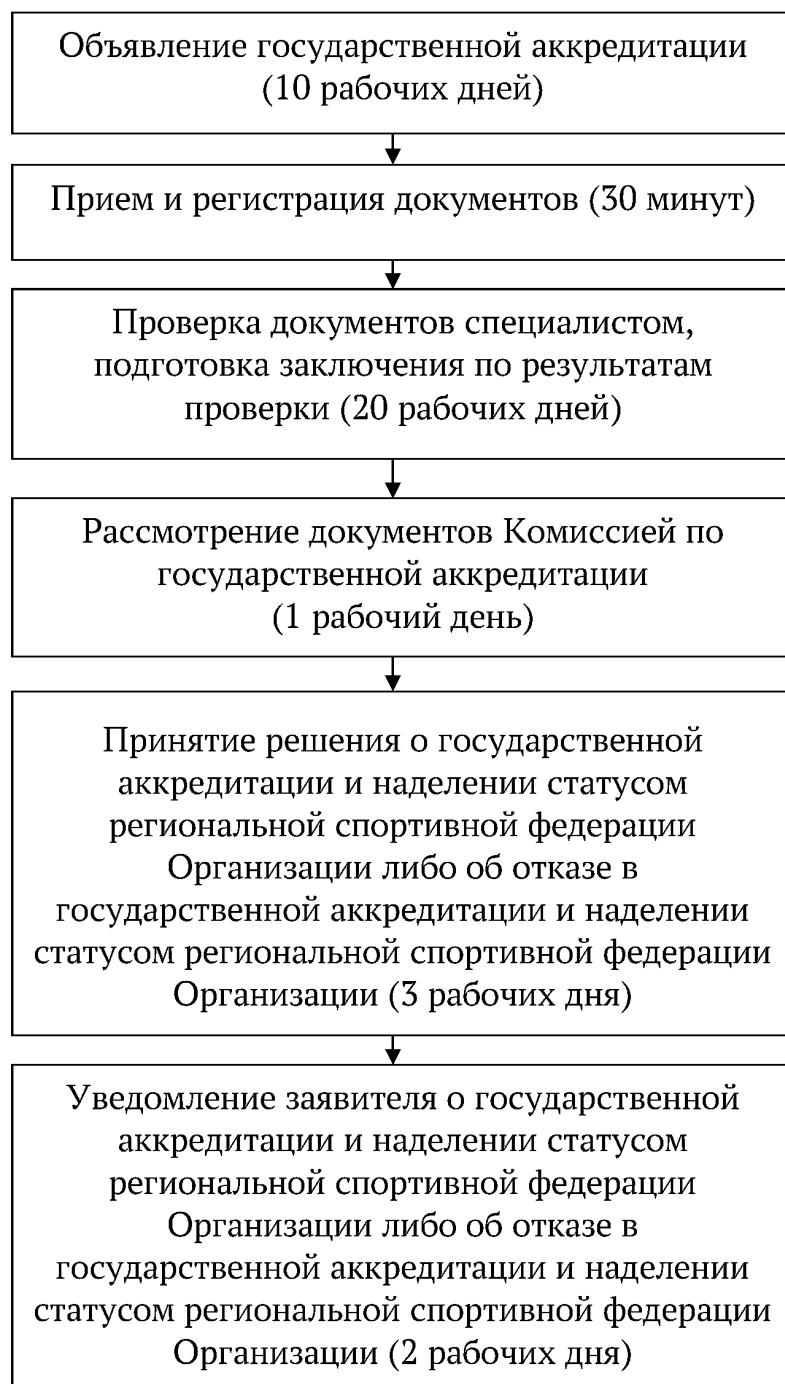 Объявление государственной аккредитации
(10 рабочих дней)
Прием и регистрация документов (30 минут)
Проверка документов специалистом,
подготовка заключения по результатам
проверки (20 рабочих дней)
Рассмотрение документов Комиссией по
государственной аккредитации
(1 рабочий день)
Принятие решения о государственной
аккредитации и наделении статусом
региональной спортивной федерации
Организации либо об отказе в
государственной аккредитации и наделении
статусом региональной спортивной федерации
Организации (3 рабочих дня)
Уведомление заявителя о государственной
аккредитации и наделении статусом
региональной спортивной федерации
Организации либо об отказе в
государственной аккредитации и наделении
статусом региональной спортивной федерации
Организации (2 рабочих дня)